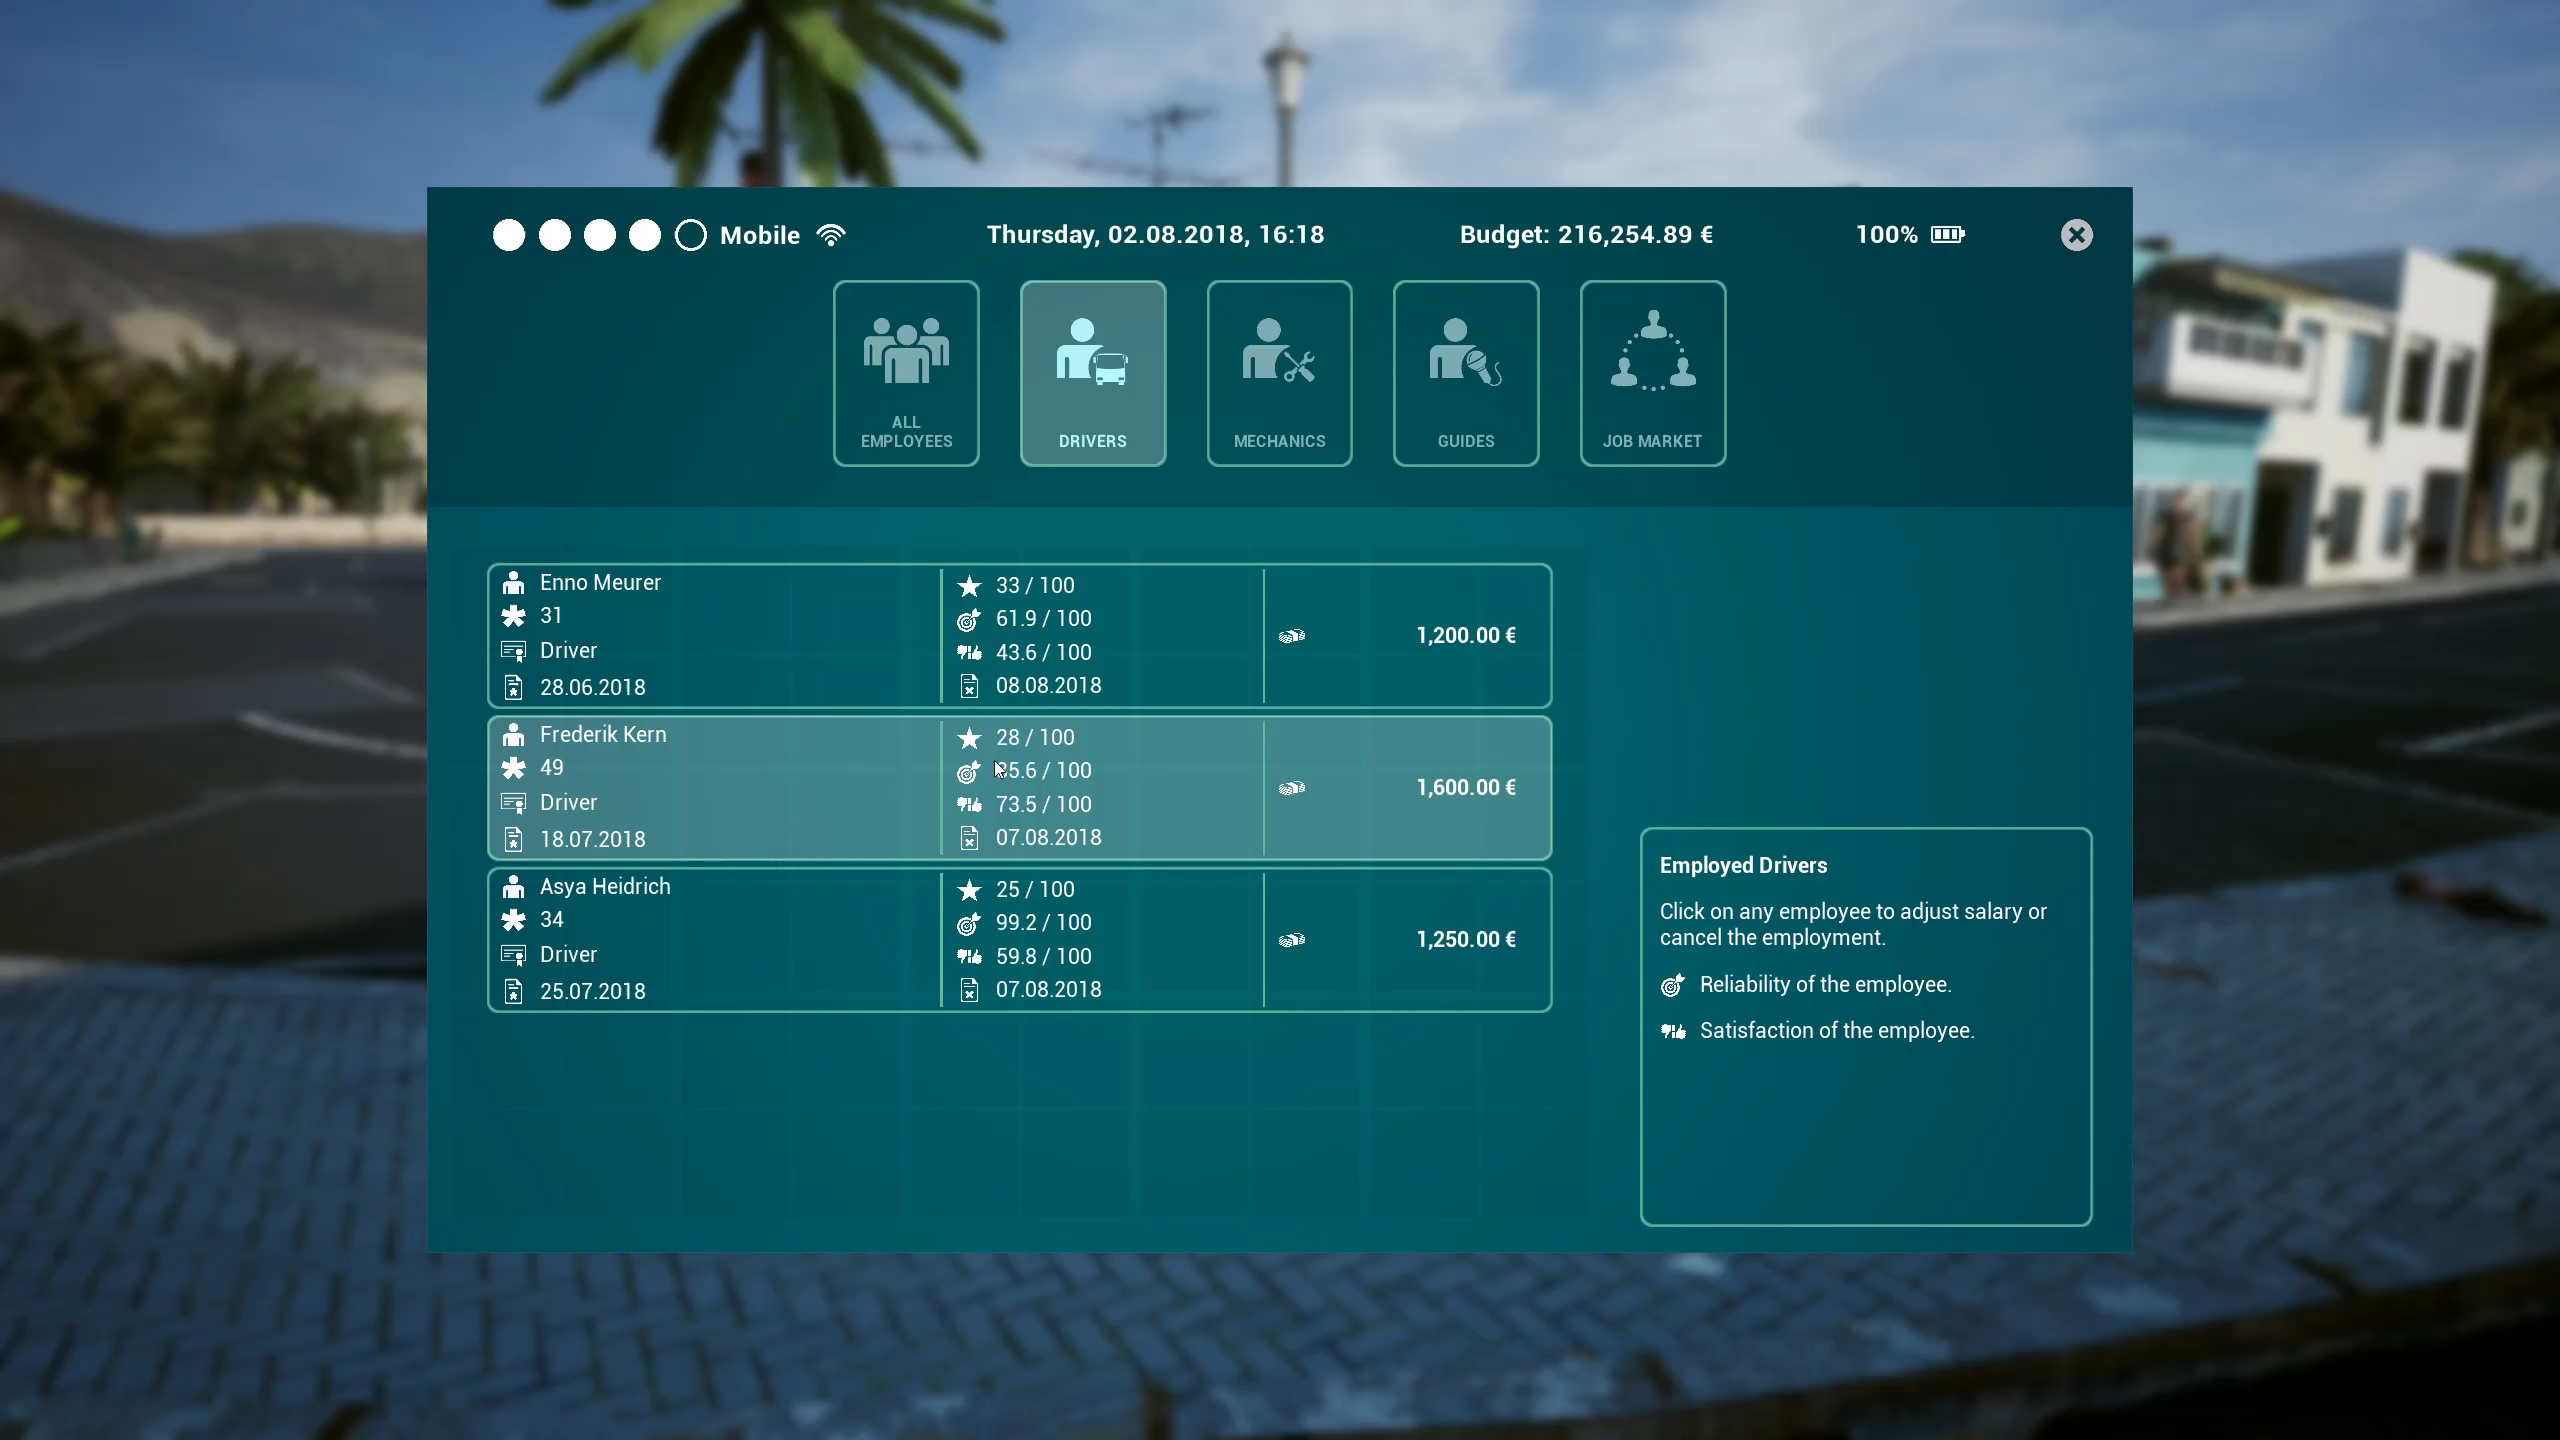 Mobile
Thursday, 02.08.2018, 16:18
Budget: 216,254.89 €
100%
ALL
EMPLOYEES
DRIVERS
MECHANICS
GUIDES
JOB MARKET
Enno Meurer
31
Driver
28.06.2018
33 / 100
61.9 / 100
43.6 / 100
08.08.2018
1,200.00 €
Frederik Kern
49
Driver
18.07.2018
28 / 100
/ 100
73.5 / 100
07.08.2018
1,600.00 €
Asya Heidrich
34
Driver
25.07.2018
25 / 100
99.2 / 100
59.8 / 100
07.08.2018
1,250.00 €
Employed Drivers
Click on any employee to adjust salary or
cancel the employment.
Reliability of the employee.
Satisfaction of the employee.